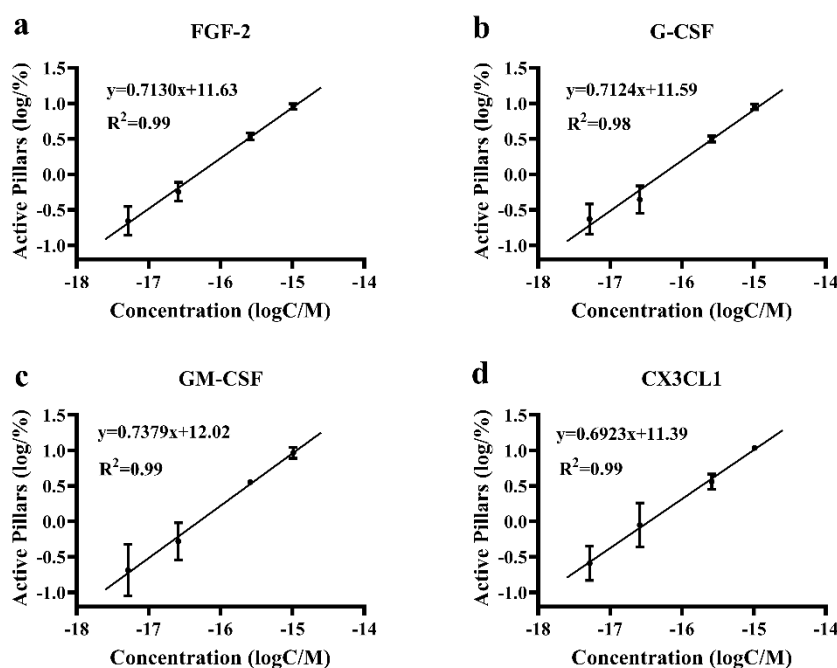 a
FGF-2
y=0.7130x+11.63
R²=0.99
Active Pillars (log/%)
1.5
1.0
0.5
0.0
-0.5
-1.0
-18 -17 -16 -15 -14
Concentration (logC/M)
b
G-CSF
y=0.7124x+11.59
R²=0.98
Active Pillars (log/%)
1.5
1.0
0.5
0.0
-0.5
-1.0
-18 -17 -16 -15 -14
Concentration (logC/M)
c
GM-CSF
y=0.7379x+12.02
R²=0.99
Active Pillars (log/%)
1.5
1.0
0.5
0.0
-0.5
-1.0
-18 -17 -16 -15 -14
Concentration (logC/M)
d
CX3CL1
y=0.6923x+11.39
R²=0.99
Active Pillars (log/%)
1.5
1.0
0.5
0.0
-0.5
-1.0
-18 -17 -16 -15 -14
Concentration (logC/M)